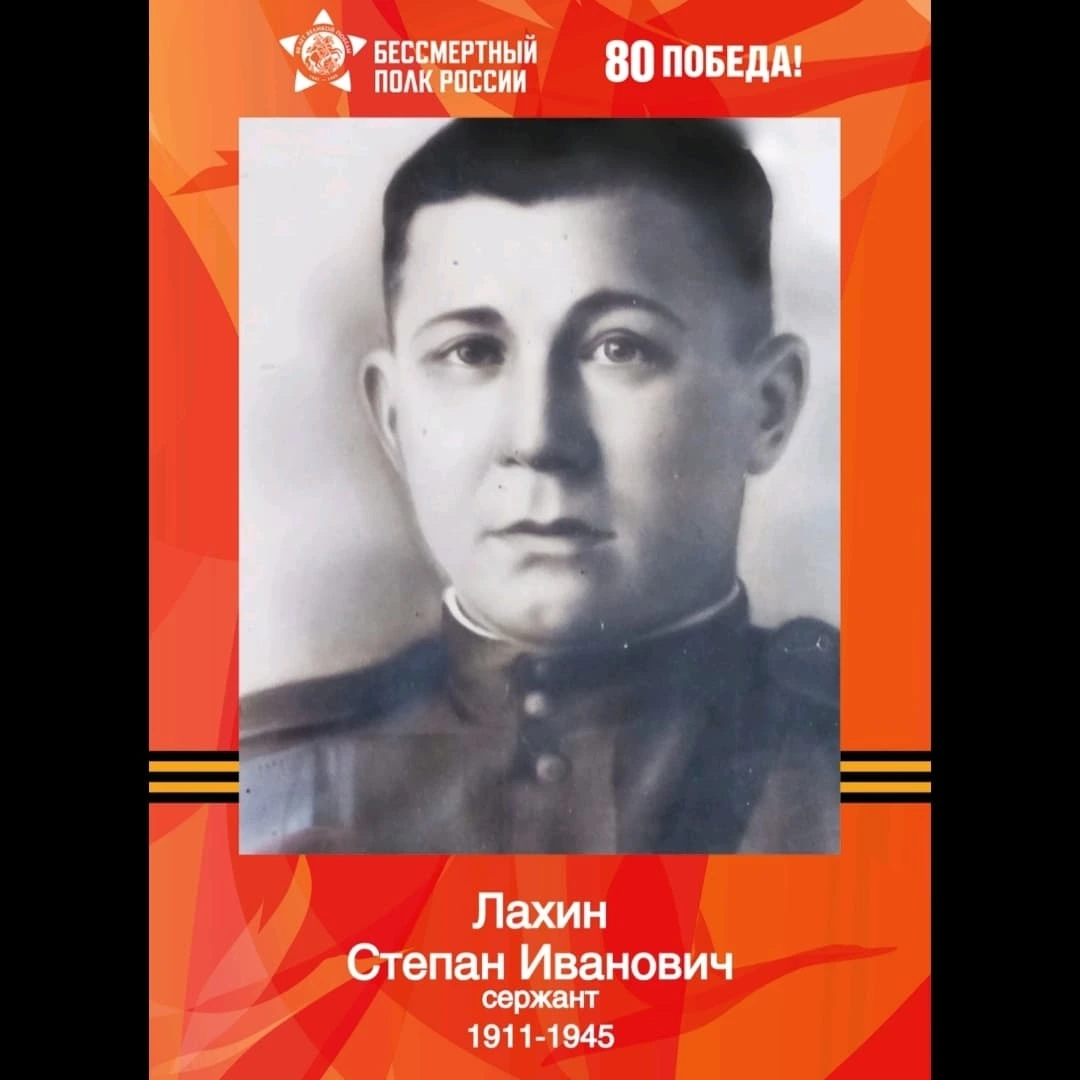 БЕССМЕРТНЫЙ
ПОЛК РОССИИ
80 ПОБЕДА!
Лахин
Степан Иванович
сержант
1911-1945